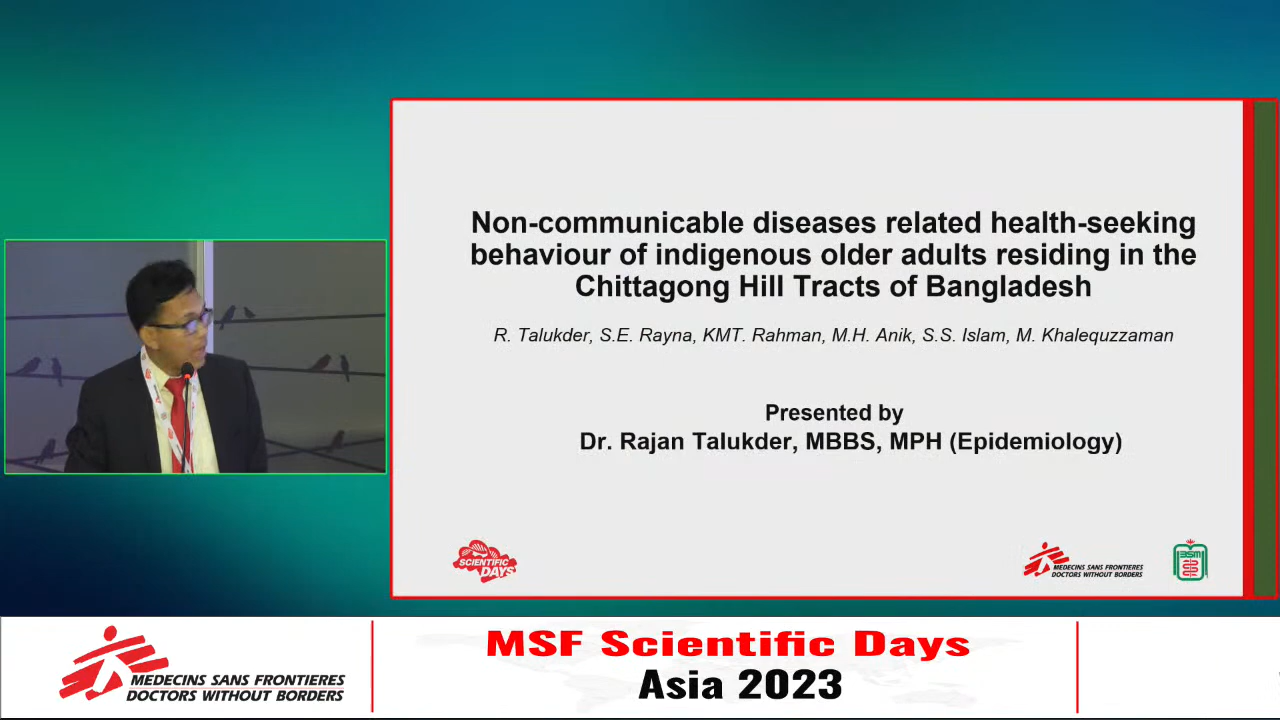 Non-communicable diseases related health-seeking
behaviour of indigenous older adults residing in the
Chittagong Hill Tracts of Bangladesh
R. Talukder, S.E. Rayna, KMT. Rahman, M.H. Anik, S.S. Islam, M. Khalequzzaman
Presented by
Dr. Rajan Talukder, MBBS, MPH (Epidemiology)
SCIENTIFIC
DAYS
MEDECINS SANS FRONTIERES
DOCTORS WITHOUT BORDERS
MEDECINS SANS FRONTIERES
DOCTORS WITHOUT BORDERS
MSF Scientific Days
Asia 2023